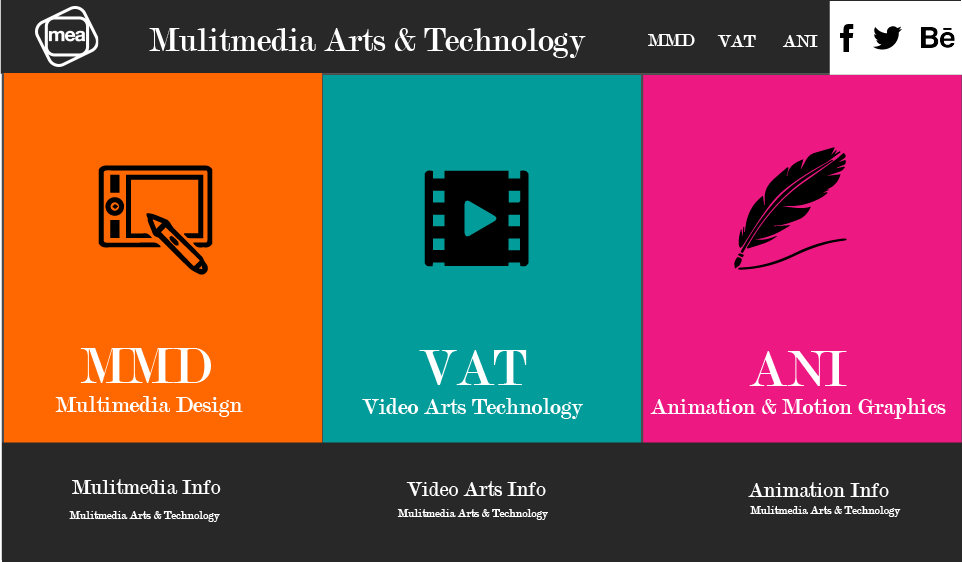 mea
Mulitmedia Arts & Technology
MMD VAT ANI
f Bē
MMD
Multimedia Design
VAT
Video Arts Technology
ANI
Animation & Motion Graphics
Mulitmedia Info
Mulitmedia Arts & Technology
Video Arts Info
Mulitmedia Arts & Technology
Animation Info
Mulitmedia Arts & Technology